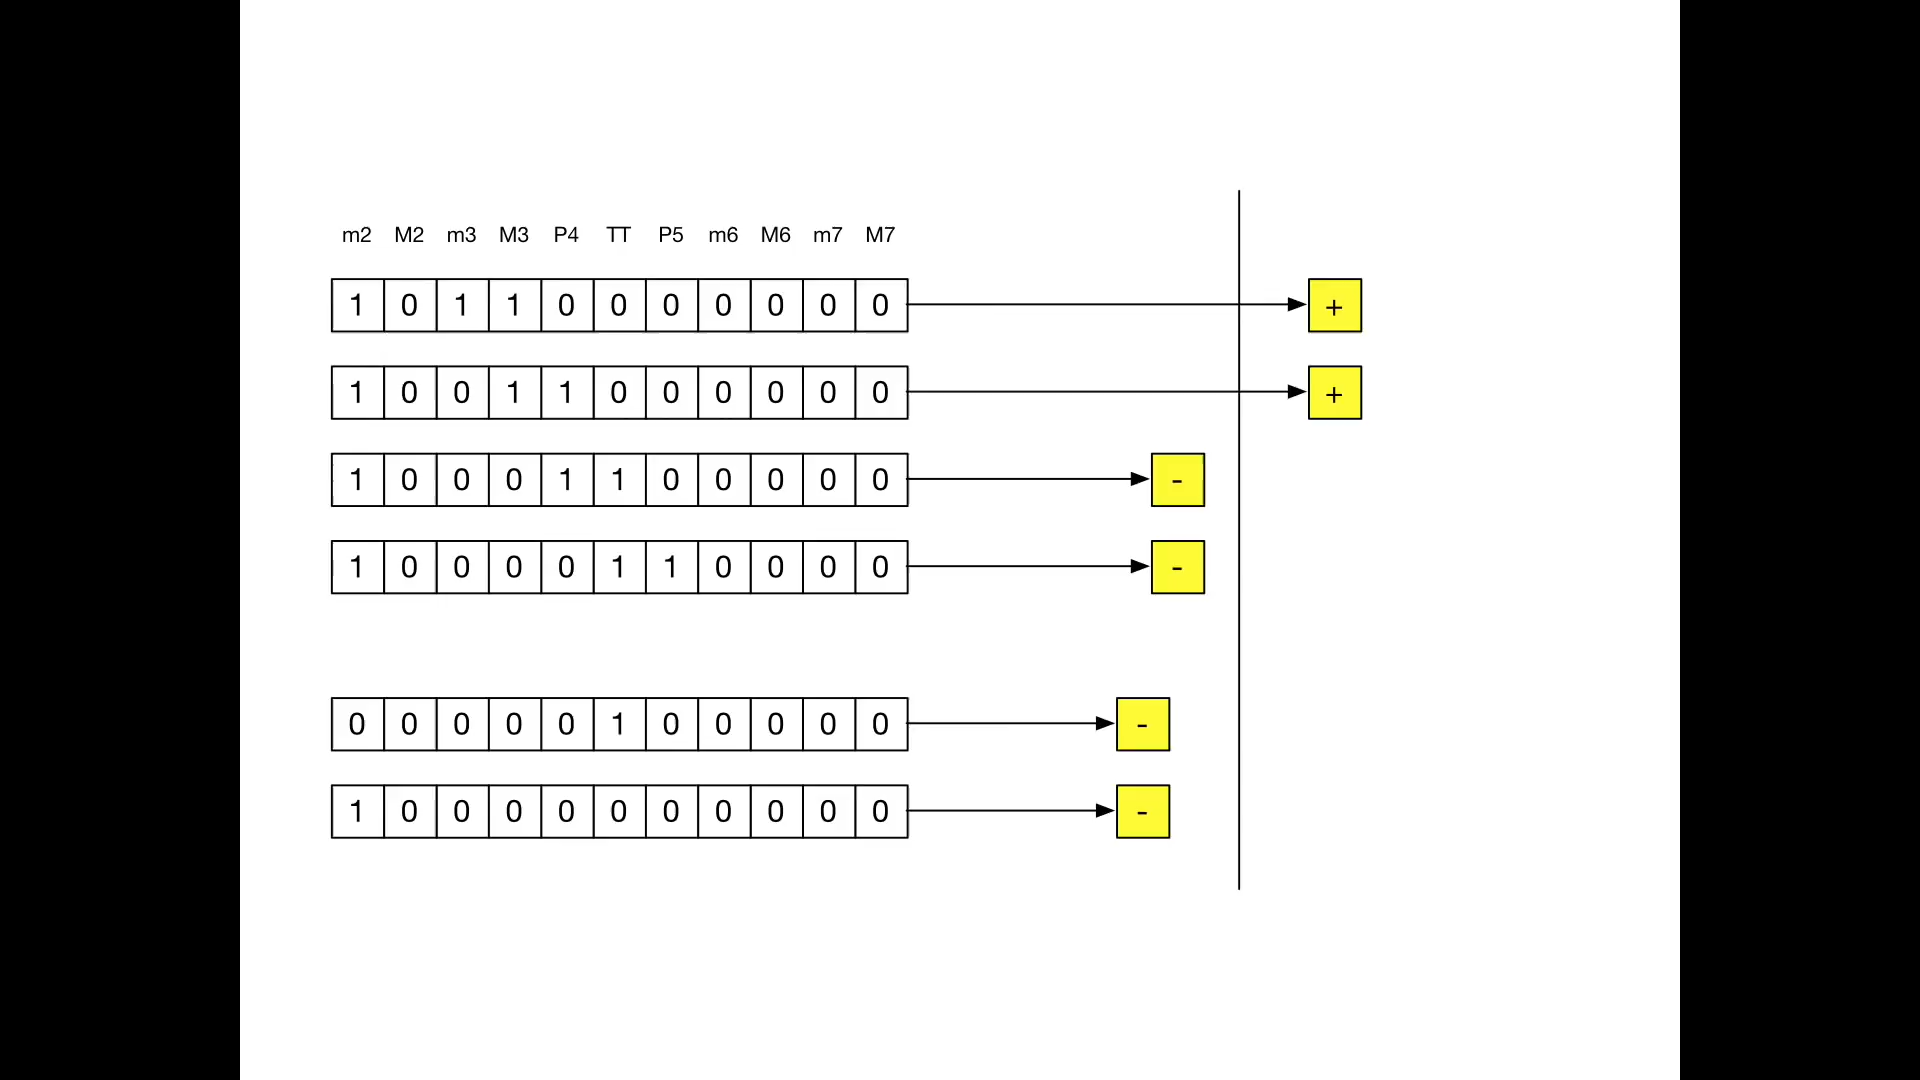 m2 M2 m3 M3 P4 TT P5 m6 M6 m7 M7
1 0 1 1 0 0 0 0 0 0 0 +
1 0 0 1 1 0 0 0 0 0 0 +
1 0 0 0 1 1 0 0 0 0 0 -
1 0 0 0 0 1 1 0 0 0 0 -
0 0 0 0 0 1 0 0 0 0 0 -
1 0 0 0 0 0 0 0 0 0 0 -